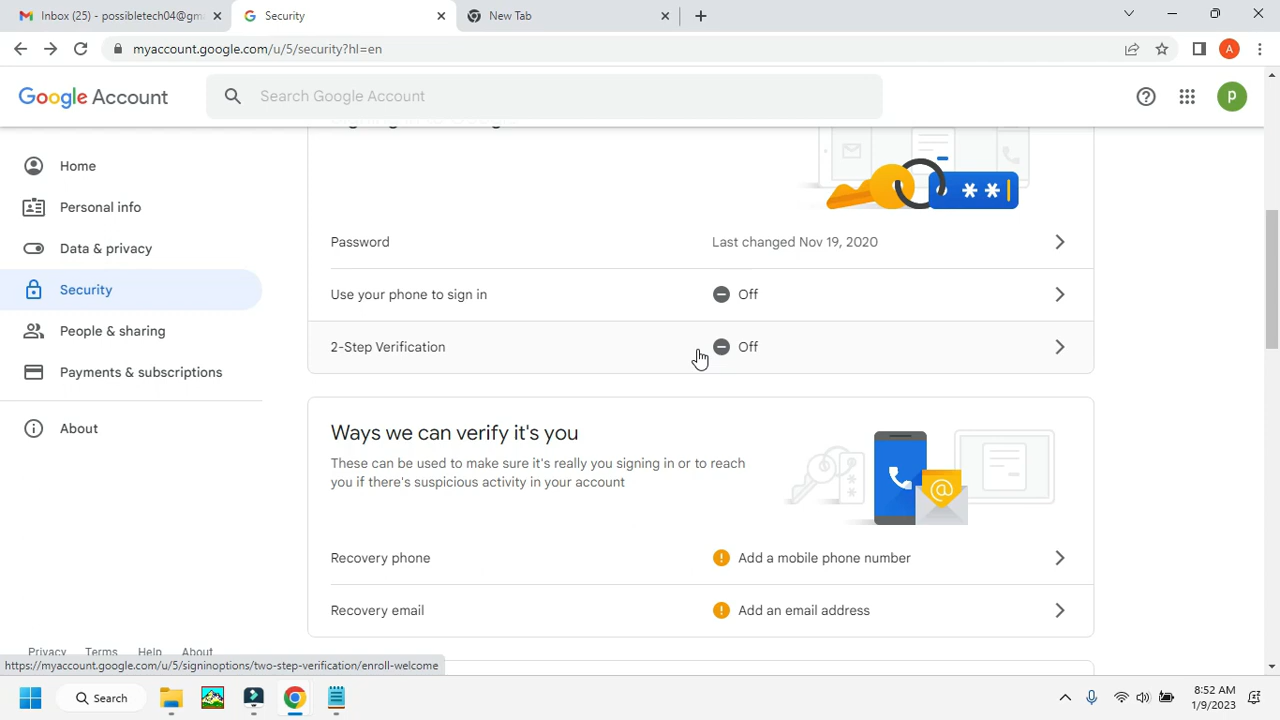 Inbox (25) - possibletech04@gm
Security
New Tab
myaccount.google.com/u/5/security?hl=en
A
Google Account
Search Google Account
p
Home
Personal info
Data & privacy
Security
People & sharing
Payments & subscriptions
About
Password
Last changed Nov 19, 2020
Use your phone to sign in
Off
2-Step Verification
Off
Ways we can verify it's you
These can be used to make sure it's really you signing in or to reach
you if there's suspicious activity in your account
Recovery phone
Add a mobile phone number
Recovery email
Add an email address
Privacy Terms Help About
https://myaccount.google.com/u/5/signinoptions/two-step-verification/enroll-welcome
Search
8:52 AM
1/9/2023